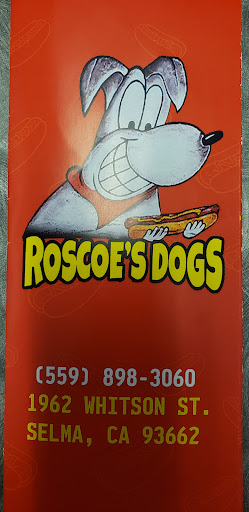 ROSCOE'S DOGS
(559) 898-3060
1962 WHITSON ST.
SELMA, CA 93662